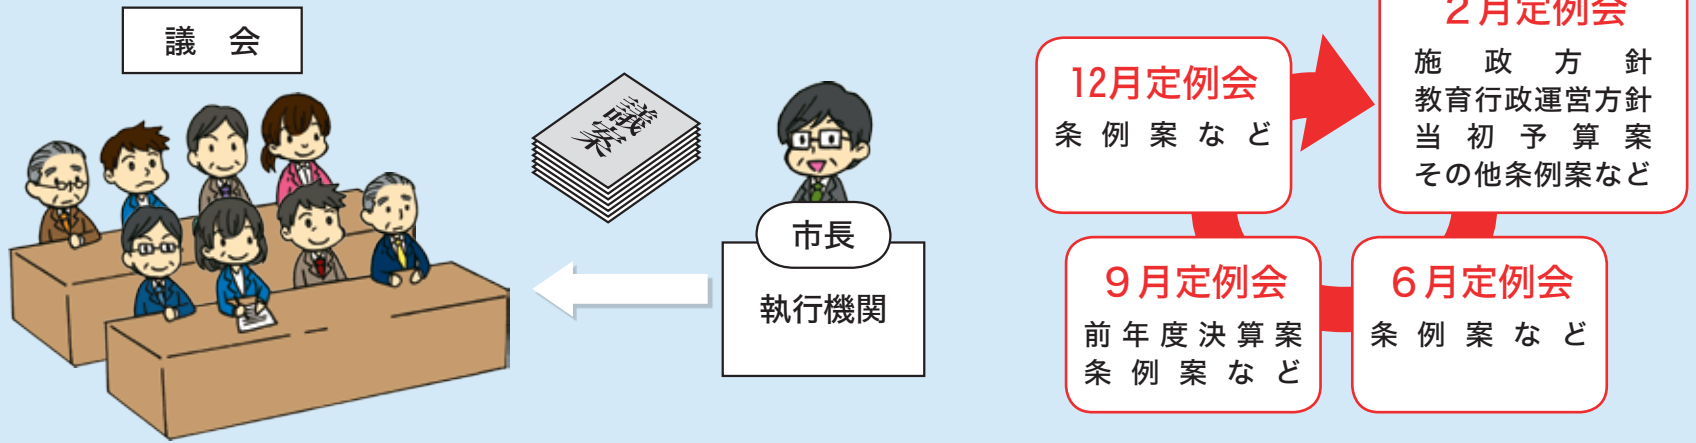 議会
議案
市長
執行機関
12月定例会
条例案など
2月定例会
施政方針
教育行政運営方針
当初予算案
その他条例案など
9月定例会
前年度決算案
条例案など
6月定例会
条例案など